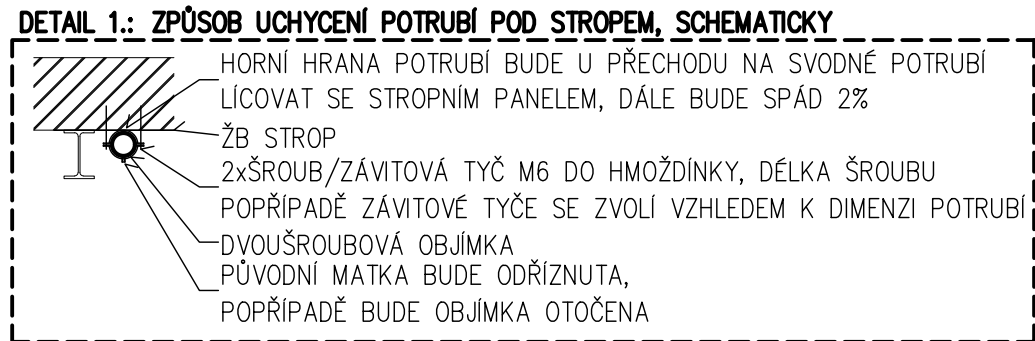 DETAIL 1.: ZPŮSOB UCHYCENÍ POTRUBÍ POD STROPEM, SCHEMATICKY
HORNÍ HRANA POTRUBÍ BUDE U PŘECHODU NA SVODNÉ POTRUBÍ
LÍCOVAT SE STROPNÍM PANELEM, DÁLE BUDE SPÁD 2%
ŽB STROP
2xŠROUB/ZÁVITOVÁ TYČ M6 DO HMOŽDÍNKY, DÉLKA ŠROUBU
POPŘÍPADĚ ZÁVITOVÉ TYČE SE ZVOLÍ VZHLEDEM K DIMENZI POTRUBÍ
DVOUŠROUBOVÁ OBJÍMKA
PŮVODNÍ MATKA BUDE ODŘÍZNUTA,
POPŘÍPADĚ BUDE OBJÍMKA OTOČENA